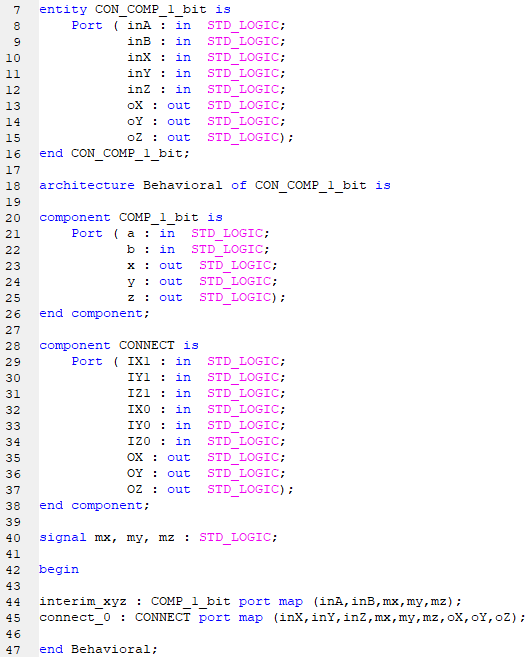 7 entity CON_COMP_1_bit is
8 Port ( inA : in STD_LOGIC;
9 inB : in STD_LOGIC;
10 inX : in STD_LOGIC;
11 inY : in STD_LOGIC;
12 inZ : in STD_LOGIC;
13 oX : out STD_LOGIC;
14 oY : out STD_LOGIC;
15 oZ : out STD_LOGIC);
16 end CON_COMP_1_bit;
17
18 architecture Behavioral of CON_COMP_1_bit is
19
20 component COMP_1_bit is
21 Port ( a : in STD_LOGIC;
22 b : in STD_LOGIC;
23 x : out STD_LOGIC;
24 y : out STD_LOGIC;
25 z : out STD_LOGIC);
26 end component;
27
28 component CONNECT is
29 Port ( IX1 : in STD_LOGIC;
30 IY1 : in STD_LOGIC;
31 IZ1 : in STD_LOGIC;
32 IX0 : in STD_LOGIC;
33 IY0 : in STD_LOGIC;
34 IZ0 : in STD_LOGIC;
35 OX : out STD_LOGIC;
36 OY : out STD_LOGIC;
37 OZ : out STD_LOGIC);
38 end component;
39
40 signal mx, my, mz : STD_LOGIC;
41
42 begin
43
44 interim_xyz : COMP_1_bit port map (inA,inB,mx,my,mz);
45 connect_0 : CONNECT port map (inX,inY,inZ,mx,my,mz,oX,oY,oZ);
46
47 end Behavioral;